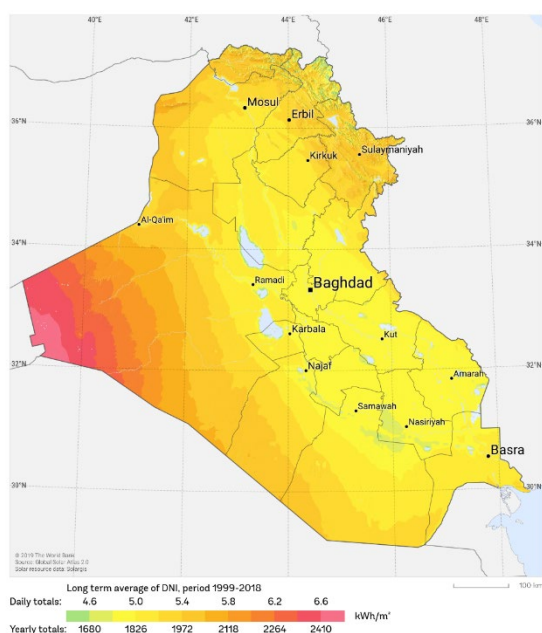 40°E 42°E 44°E 46°E 48°E
Mosul
Erbil
36°N 36°N
Kirkuk Sulaymaniyah
Al-Qa'im
34°N 34°N
Ramadi Baghdad
Karbala Kut
32°N 32°N
Najaf Amarah
Samawah
Nasiriyah
Basra
30°N 30°N
© 2019 The World Bank
Source: Global Solar Atlas 2.0
Solar resource data: Solargis
100 km
Long term average of DNI, period 1999-2018
Daily totals: 4.6 5.0 5.4 5.8 6.2 6.6
kWh/m²
Yearly totals: 1680 1826 1972 2118 2264 2410